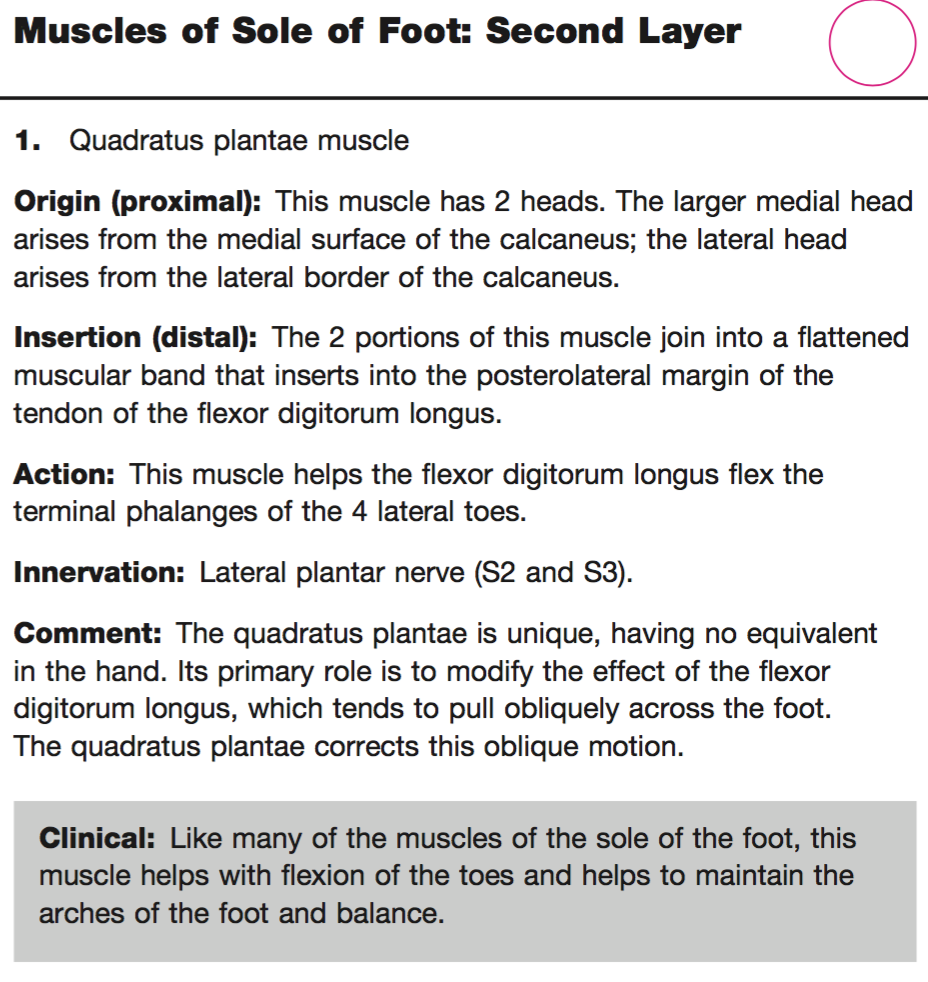 Muscles of Sole of Foot: Second Layer
1. Quadratus plantae muscle
Origin (proximal): This muscle has 2 heads. The larger medial head
arises from the medial surface of the calcaneus; the lateral head
arises from the lateral border of the calcaneus.
Insertion (distal): The 2 portions of this muscle join into a flattened
muscular band that inserts into the posterolateral margin of the
tendon of the flexor digitorum longus.
Action: This muscle helps the flexor digitorum longus flex the
terminal phalanges of the 4 lateral toes.
Innervation: Lateral plantar nerve (S2 and S3).
Comment: The quadratus plantae is unique, having no equivalent
in the hand. Its primary role is to modify the effect of the flexor
digitorum longus, which tends to pull obliquely across the foot.
The quadratus plantae corrects this oblique motion.
Clinical: Like many of the muscles of the sole of the foot, this
muscle helps with flexion of the toes and helps to maintain the
arches of the foot and balance.